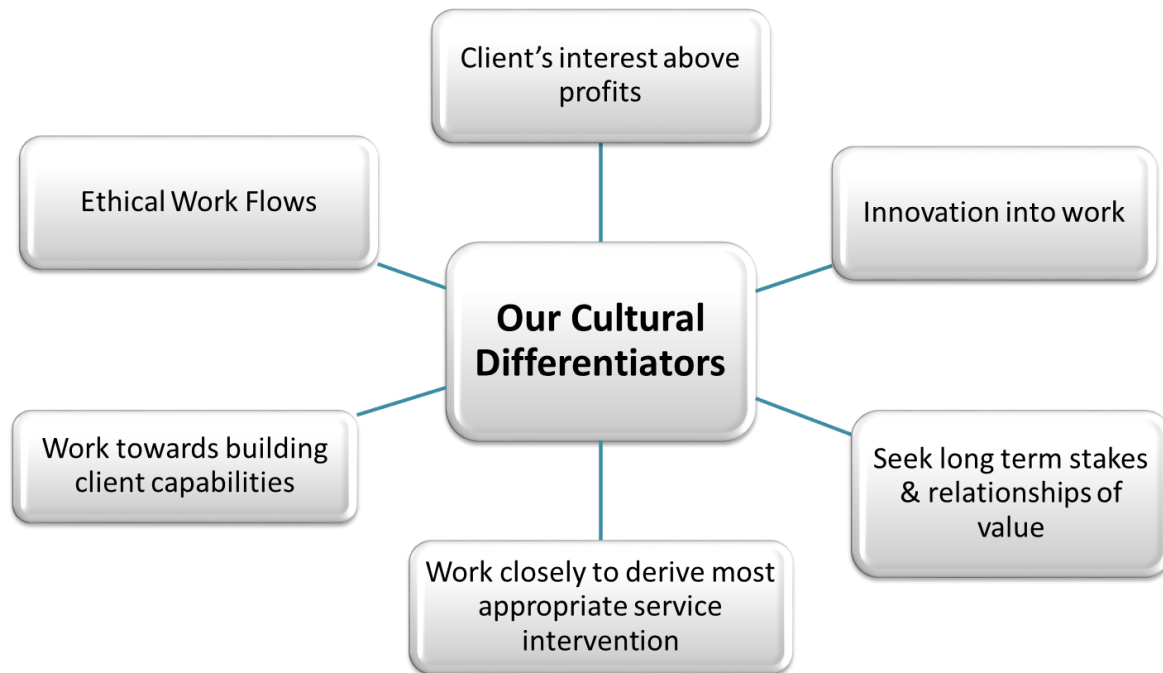 Client’s interest above
profits
Ethical Work Flows
Innovation into work
Our Cultural
Differentiators
Work towards building
client capabilities
Seek long term stakes
& relationships of
value
Work closely to derive most
appropriate service
intervention